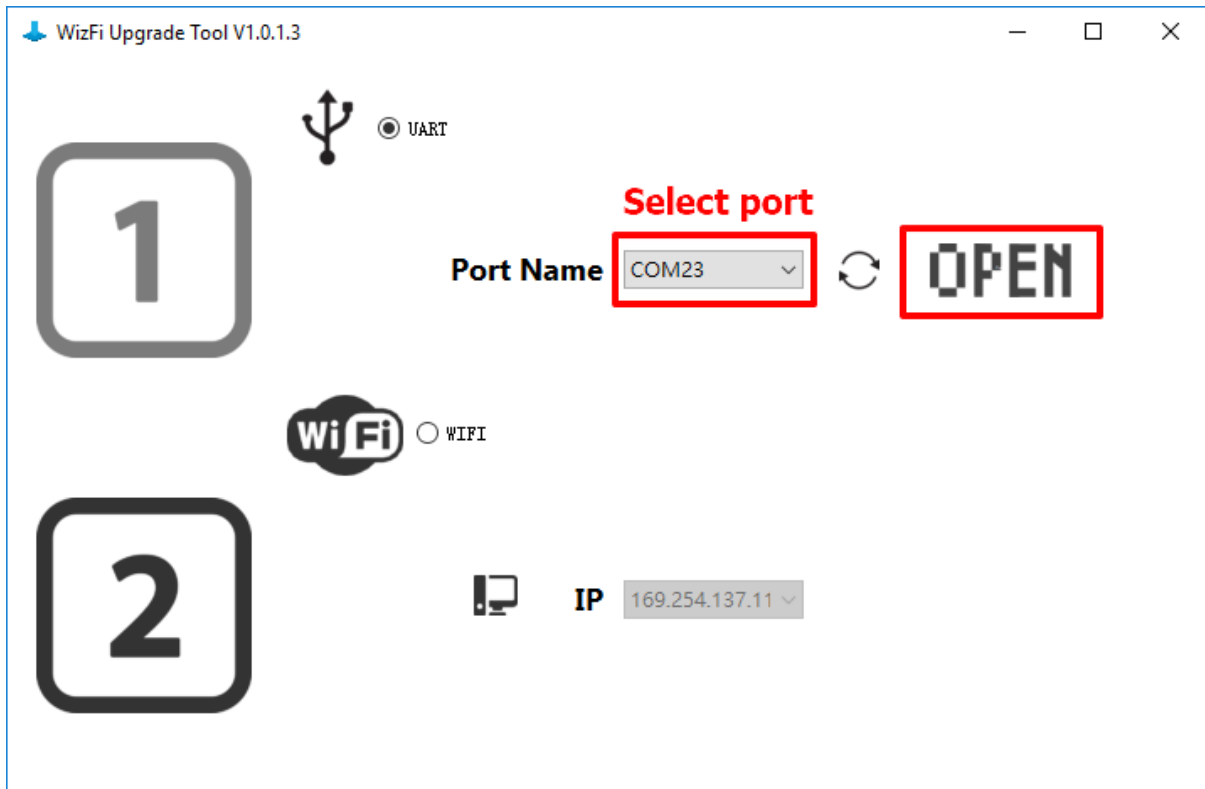 WizFi Upgrade Tool V1.0.1.3
UART
1
Select port
Port Name COM23 OPEN
WiFi WIFI
2
IP 169.254.137.11